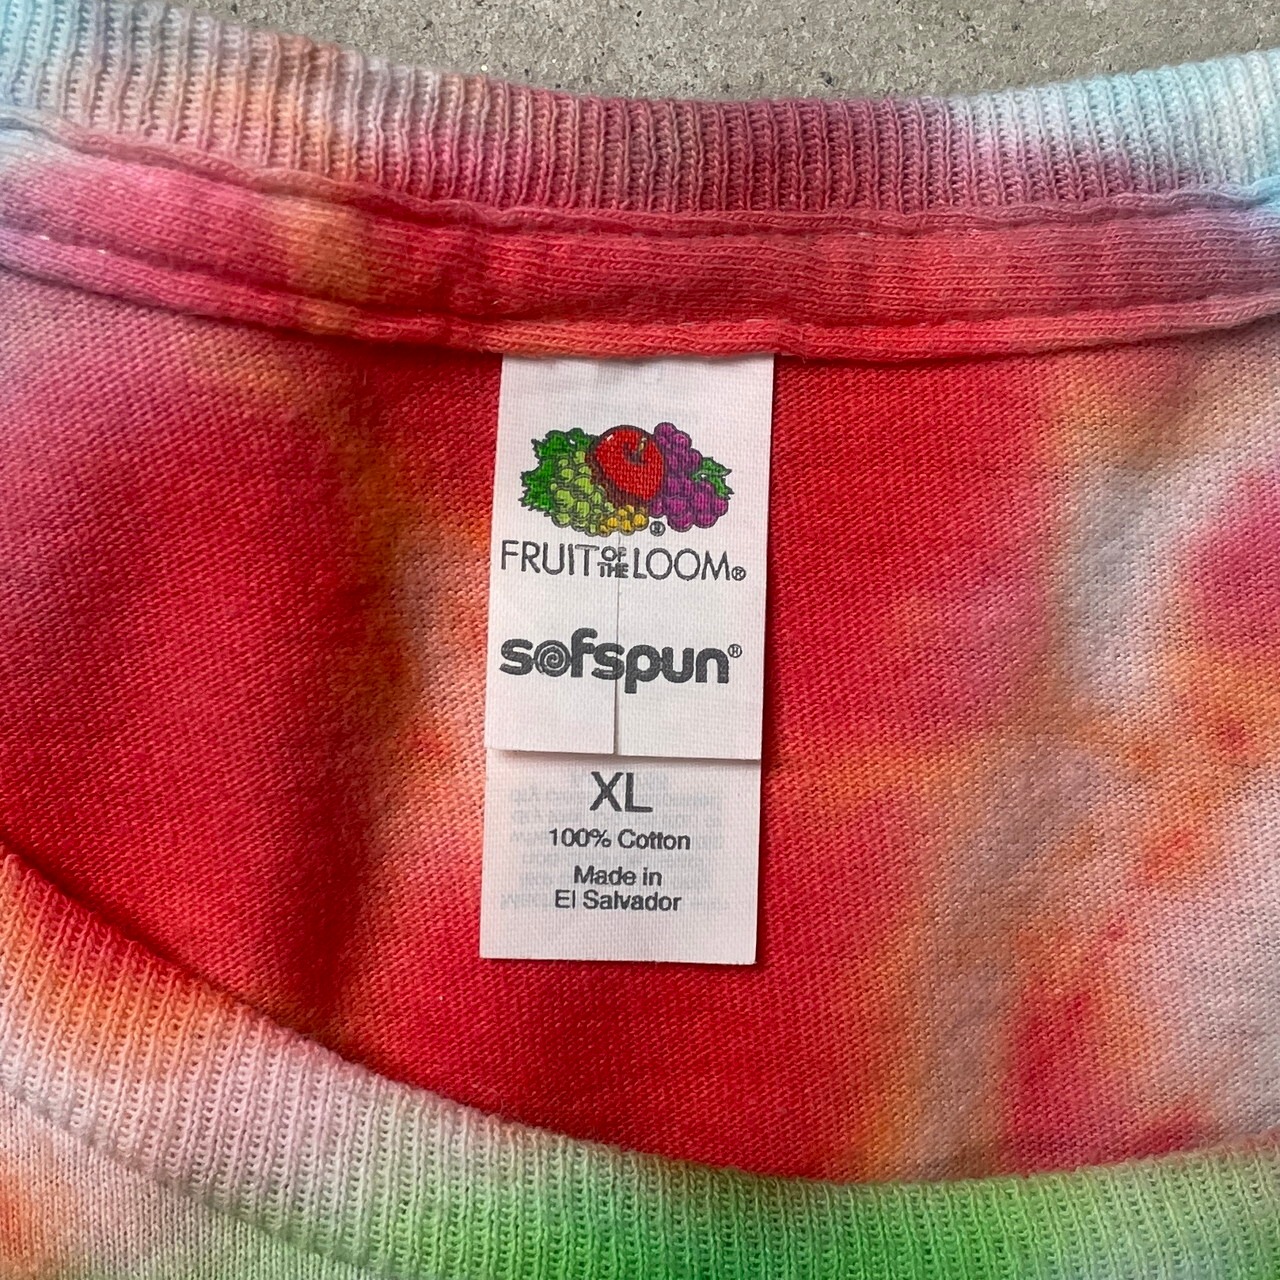 FRUIT OF THE LOOM®
sofspun®
XL
100% Cotton
Made in
El Salvador